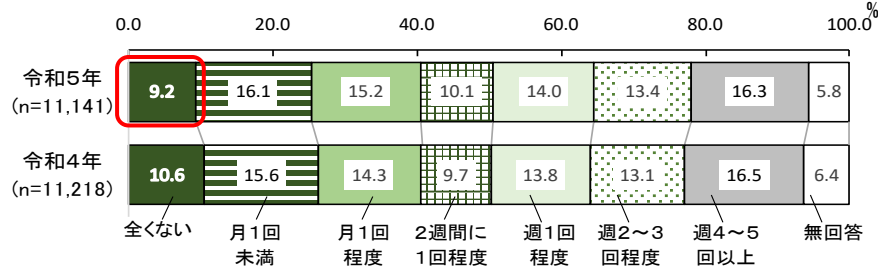 %
0.0 20.0 40.0 60.0 80.0 100.0
令和5年
(n=11,141)
9.2 16.1 15.2 10.1 14.0 13.4 16.3 5.8
令和4年
(n=11,218)
10.6 15.6 14.3 9.7 13.8 13.1 16.5 6.4
全くない 月1回 月1回 2週間に 週1回 週2～3 週4～5 無回答
未満 程度 1回程度 程度 回程度 回以上